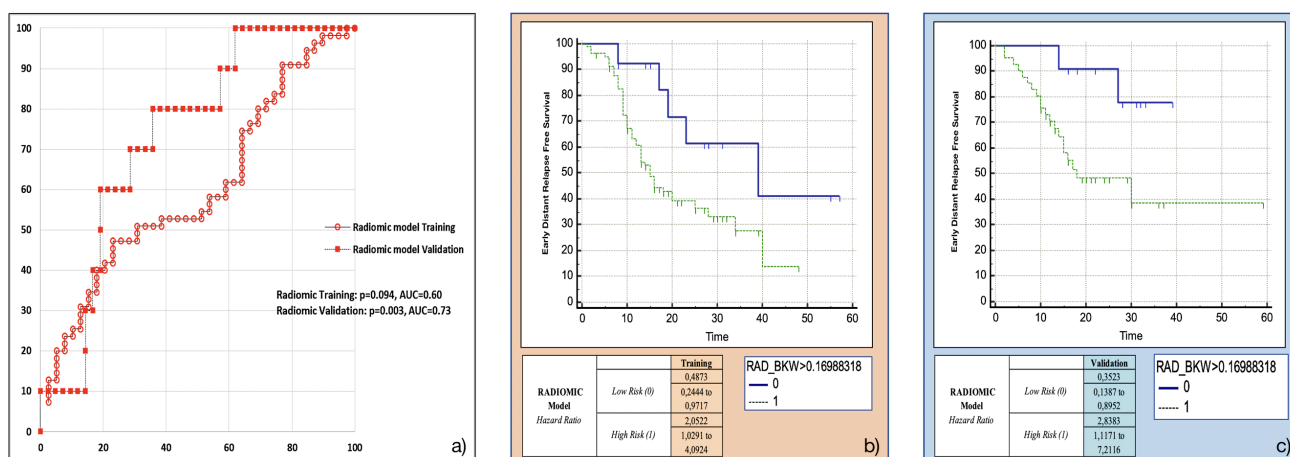 100
90
80
70
60
50
40
30
20
10
0
0 20 40 60 80 100
Radiomic model Training
Radiomic model Validation
Radiomic Training: p=0.094, AUC=0.60
Radiomic Validation: p=0.003, AUC=0.73
a)
Early Distant Relapse Free Survival
100
90
80
70
60
50
40
30
20
10
0
0 10 20 30 40 50 60
Time
Training
RADIOMIC
Model
Hazard Ratio
Low Risk (0)
0,4873
0,2444 to
0,9717
High Risk (1)
2,0522
1,0291 to
4,0924
RAD_BKW>0.16988318
0
1
b)
Early Distant Relapse Free Survival
100
90
80
70
60
50
40
30
20
10
0
0 10 20 30 40 50 60
Time
Validation
RADIOMIC
Model
Hazard Ratio
Low Risk (0)
0,3523
0,1387 to
0,8952
High Risk (1)
2,8383
1,1171 to
7,2116
RAD_BKW>0.16988318
0
1
c)